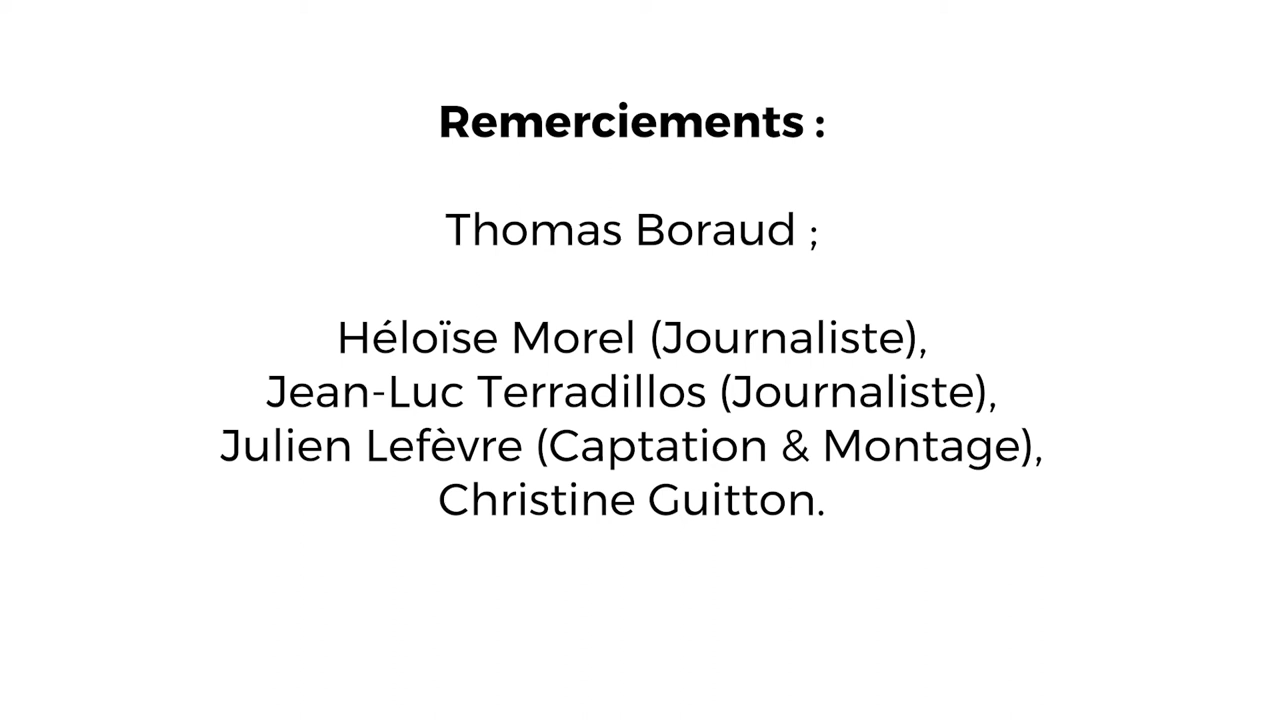 Remerciements :
Thomas Boraud ;
Héloïse Morel (Journaliste),
Jean-Luc Terradillos (Journaliste),
Julien Lefèvre (Captation & Montage),
Christine Guitton.